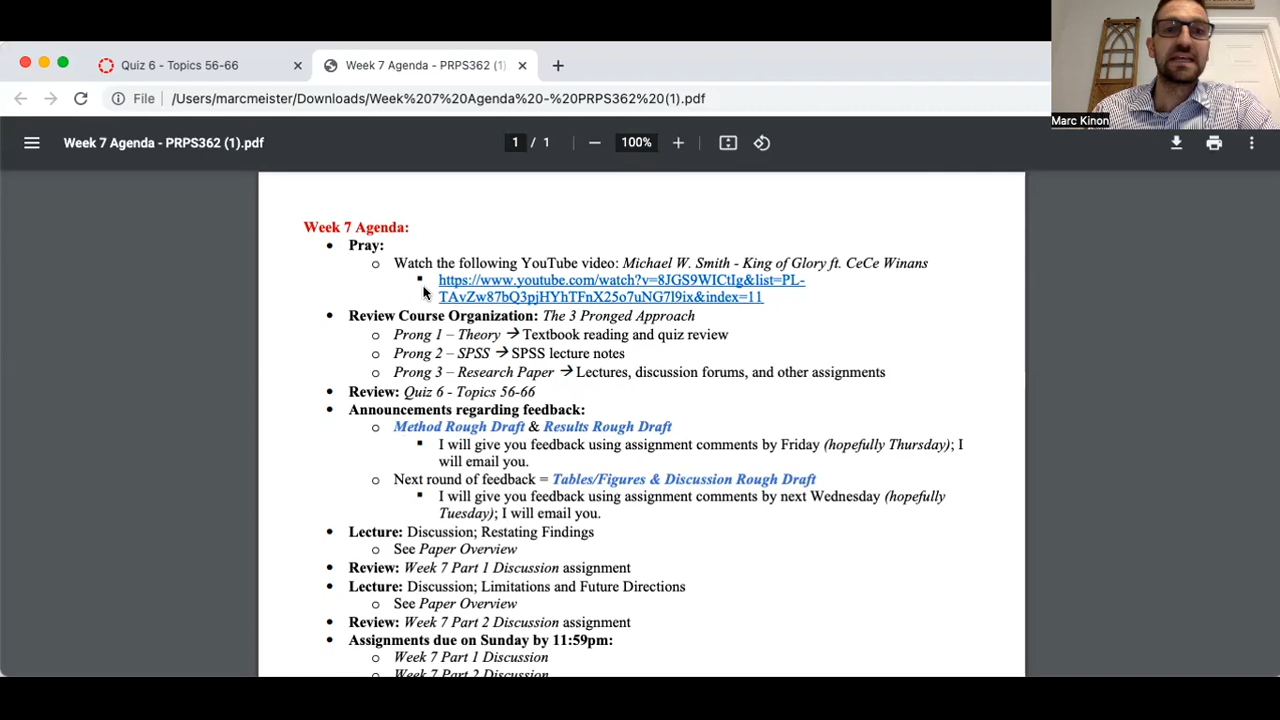 Quiz 6 - Topics 56-66
Week 7 Agenda - PRPS362 (1)
File /Users/marcmeister/Downloads/Week%207%20Agenda%20-%20PRPS362%20(1).pdf
Marc Kinon
Week 7 Agenda - PRPS362 (1).pdf
1 / 1
100%
Week 7 Agenda:
• Pray:
o Watch the following YouTube video: Michael W. Smith - King of Glory ft. CeCe Winans
▪ https://www.youtube.com/watch?v=8JGS9WICtIg&list=PL-
TAvZw87bQ3pjHYhTFnX25o7uNG7l9ix&index=11
• Review Course Organization: The 3 Pronged Approach
o Prong 1 – Theory → Textbook reading and quiz review
o Prong 2 – SPSS → SPSS lecture notes
o Prong 3 – Research Paper → Lectures, discussion forums, and other assignments
• Review: Quiz 6 - Topics 56-66
• Announcements regarding feedback:
o Method Rough Draft & Results Rough Draft
▪ I will give you feedback using assignment comments by Friday (hopefully Thursday); I
will email you.
o Next round of feedback = Tables/Figures & Discussion Rough Draft
▪ I will give you feedback using assignment comments by next Wednesday (hopefully
Tuesday); I will email you.
• Lecture: Discussion; Restating Findings
o See Paper Overview
• Review: Week 7 Part 1 Discussion assignment
• Lecture: Discussion; Limitations and Future Directions
o See Paper Overview
• Review: Week 7 Part 2 Discussion assignment
• Assignments due on Sunday by 11:59pm:
o Week 7 Part 1 Discussion
Week 7 Part 2 Discussion